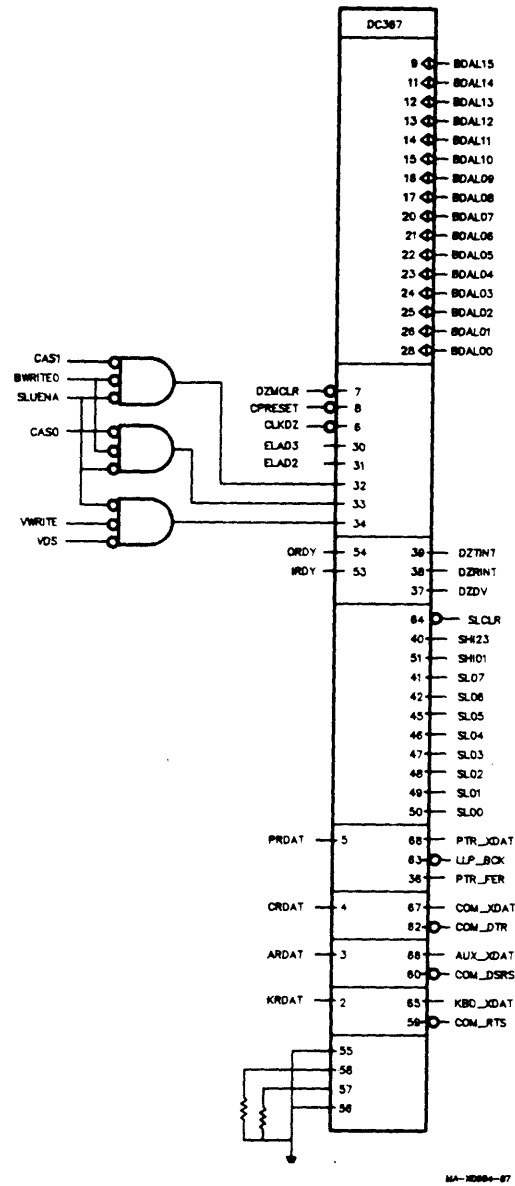 DC367
9 BDAL15
11 BDAL14
12 BDAL13
13 BDAL12
14 BDAL11
15 BDAL10
18 BDAL09
17 BDAL08
20 BDAL07
21 BDAL06
22 BDAL05
23 BDAL04
24 BDAL03
25 BDAL02
26 BDAL01
28 BDAL00
CAS1
BWRITE0
SLUENA
CAS0
VWRITE
VDS
DZMCLR 7
CPRESET 8
CLKDZ 6
ELAD3 30
ELAD2 31
32
33
34
ORDY 54 39 DZTINT
IRDY 53 38 DZRINT
37 DZDV
64 SLCLR
40 SHI23
51 SHI01
41 SL07
42 SL06
45 SL05
46 SL04
47 SL03
48 SL02
49 SL01
50 SL00
PRDAT 5 68 PTR_XDAT
63 LLP_BCK
36 PTR_FER
CRDAT 4 67 COM_XDAT
62 COM_DTR
ARDAT 3 AUX_XDAT
60 COM_DSRS
KRDAT 2 65 KBD_XDAT
59 COM_RTS
55
58
57
56